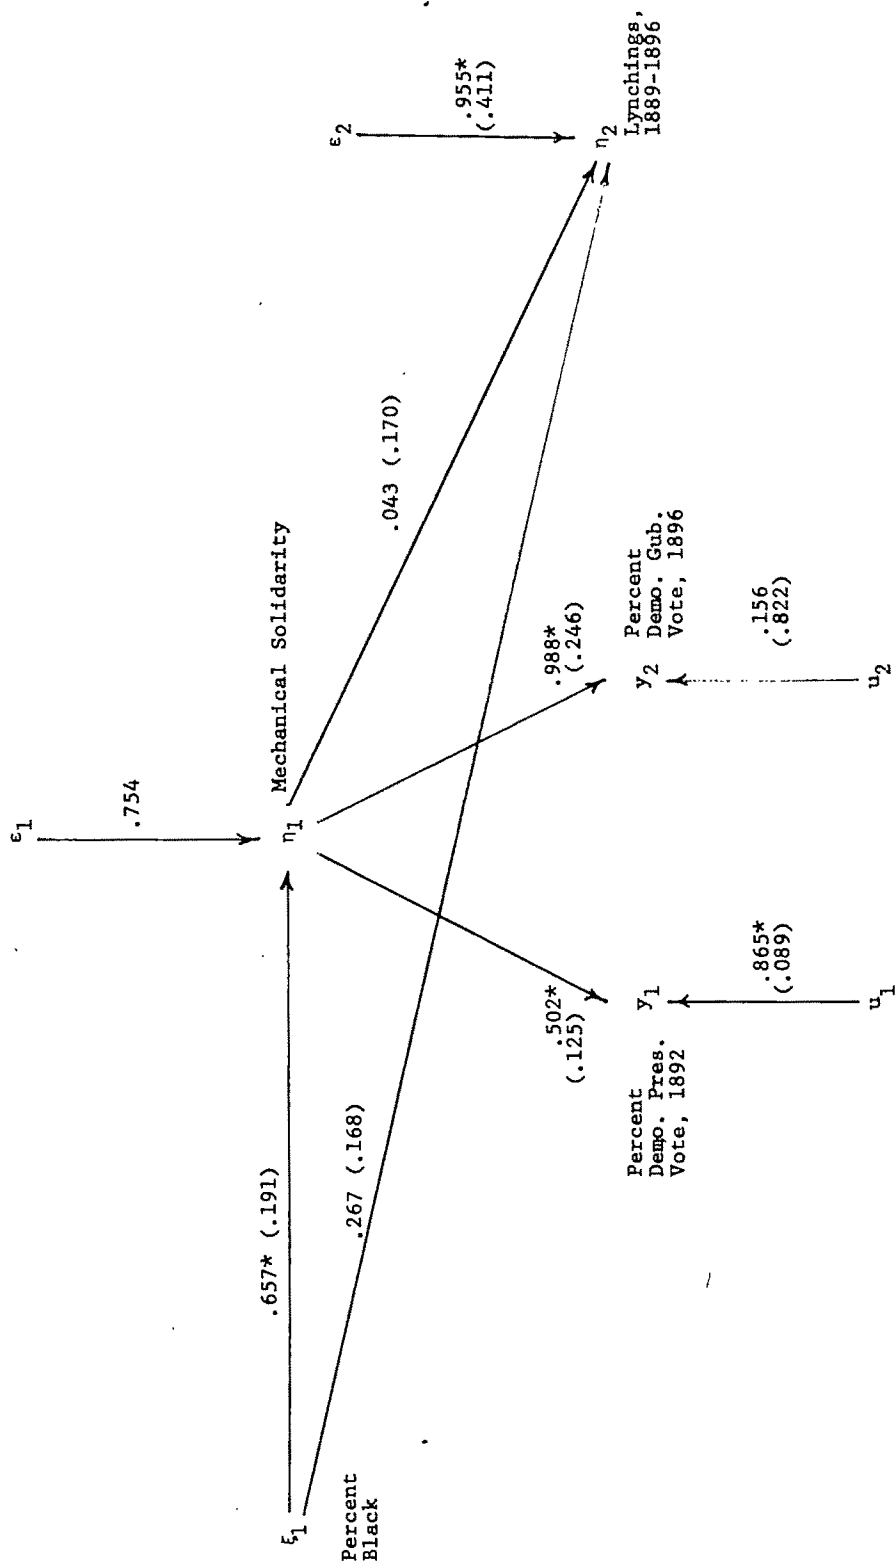 ε1
.754
ξ1
Percent
Black
.657* (.191)
η1
Mechanical Solidarity
.267 (.168)
.043 (.170)
ε2
.955*
(.411)
η2
Lynchings,
1889-1896
.502*
(.125)
.988*
(.246)
Percent
Demo. Pres.
Vote, 1892
y1
y2
Percent
Demo. Gub.
Vote, 1896
.865*
(.089)
.156
(.822)
u1
u2